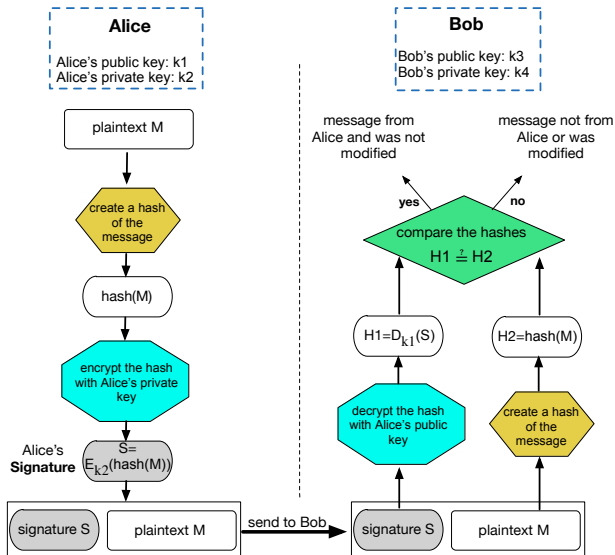 Alice
Alice's public key: k1
Alice's private key: k2
plaintext M
create a hash
of the
message
hash(M)
encrypt the hash
with Alice's private
key
Alice's
Signature
S=
E_k2(hash(M))
signature S
plaintext M
send to Bob
Bob
Bob's public key: k3
Bob's private key: k4
message from
Alice and was not
modified
message not from
Alice or was
modified
yes
no
compare the hashes
H1 ≟ H2
H1=D_k1(S)
H2=hash(M)
decrypt the hash
with Alice's public
key
create a hash
of the
message
signature S
plaintext M